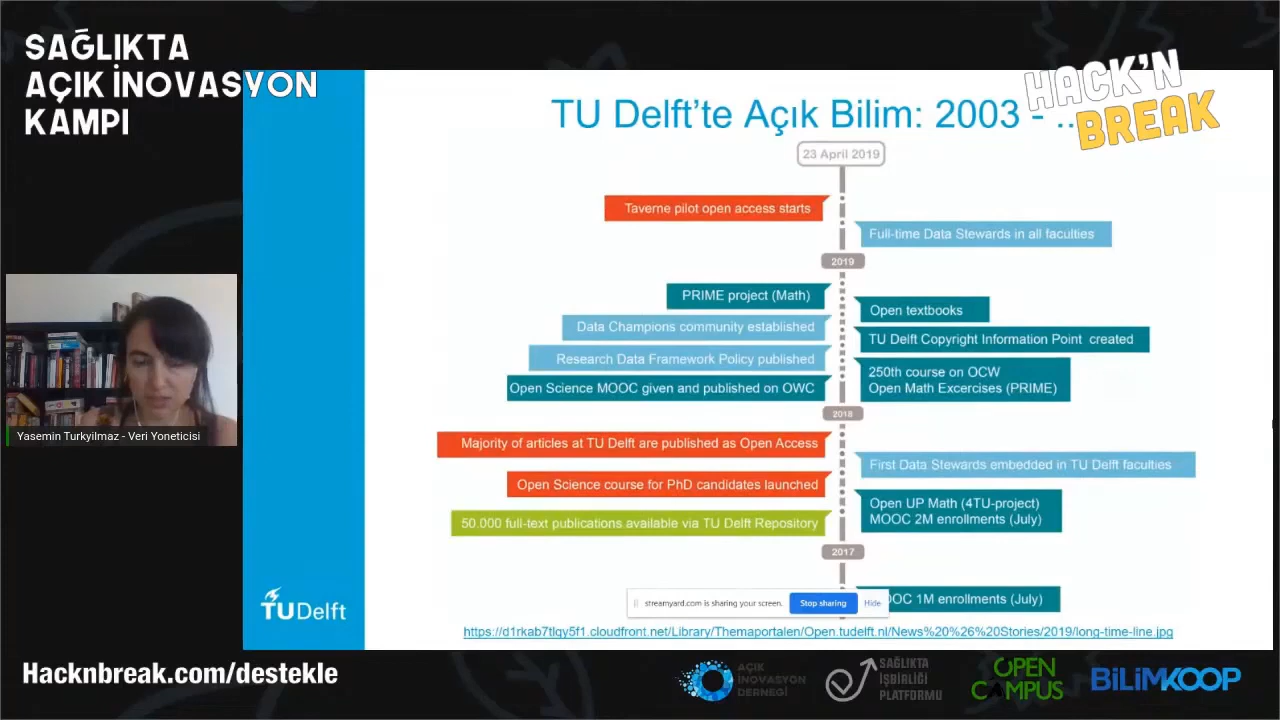 SAĞLIKTA
AÇIK İNOVASYON
KAMPI
HACK'N
BREAK
TU Delft'te Açık Bilim: 2003 - ..
23 April 2019
Taverne pilot open access starts
Full-time Data Stewards in all faculties
2019
PRIME project (Math)
Open textbooks
Data Champions community established
TU Delft Copyright Information Point created
Research Data Framework Policy published
250th course on OCW
Open Math Excercises (PRIME)
Open Science MOOC given and published on OWC
2018
Majority of articles at TU Delft are published as Open Access
First Data Stewards embedded in TU Delft faculties
Open Science course for PhD candidates launched
Open UP Math (4TU-project)
MOOC 2M enrollments (July)
50.000 full-text publications available via TU Delft Repository
2017
OOC 1M enrollments (July)
streamyard.com is sharing your screen.
Stop sharing
Hide
https://d1rkab7tlqy5f1.cloudfront.net/Library/Themaportalen/Open.tudelft.nl/News%20%26%20Stories/2019/long-time-line.jpg
TUDelft
Yasemin Turkyilmaz - Veri Yoneticisi
Hacknbreak.com/destekle
AÇIK
İNOVASYON
DERNEĞİ
SAĞLIKTA
İŞBİRLİĞİ
PLATFORMU
OPEN
CAMPUS
BİLİMKOOP